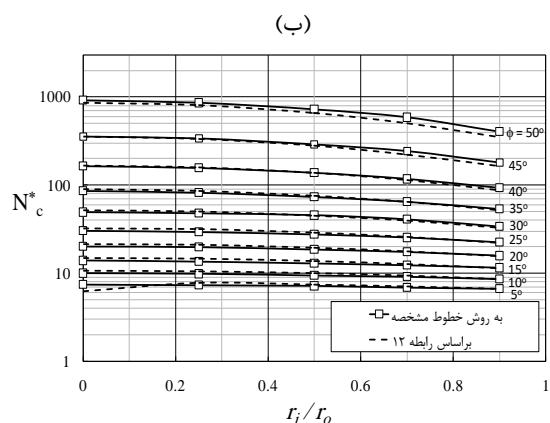 (ب)
1000
100
10
1
N*c
0
0.2
0.4
0.6
0.8
1
ri/ro
ϕ = 50º
45º
40º
35º
30º
25º
20º
15º
10º
5º
به روش خطوط مشخصه
براساس رابطه ۱۲